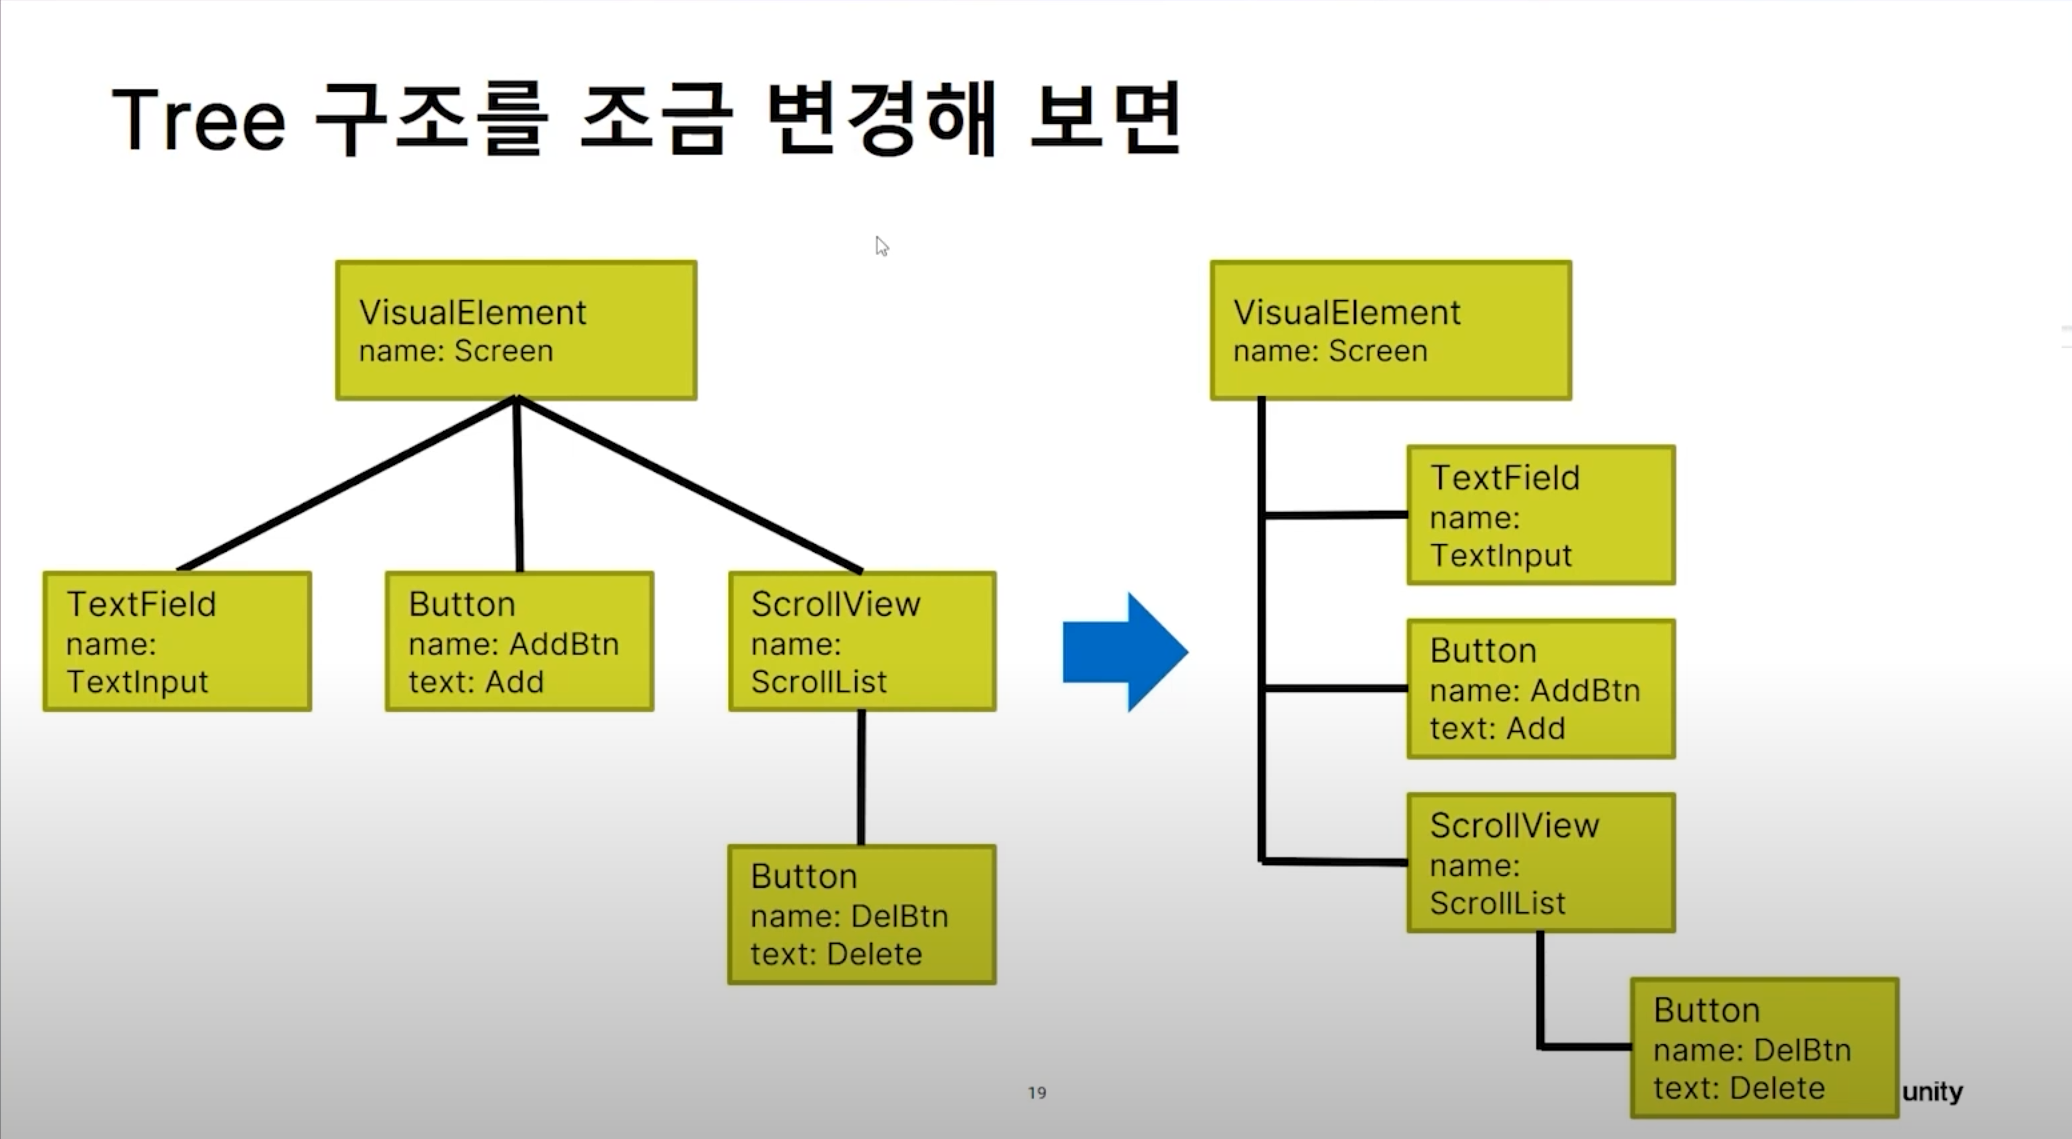 Tree 구조를 조금 변경해 보면
VisualElement
name: Screen
TextField
name:
TextInput
Button
name: AddBtn
text: Add
ScrollView
name:
ScrollList
Button
name: DelBtn
text: Delete
VisualElement
name: Screen
TextField
name:
TextInput
Button
name: AddBtn
text: Add
ScrollView
name:
ScrollList
Button
name: DelBtn
text: Delete
19
unity